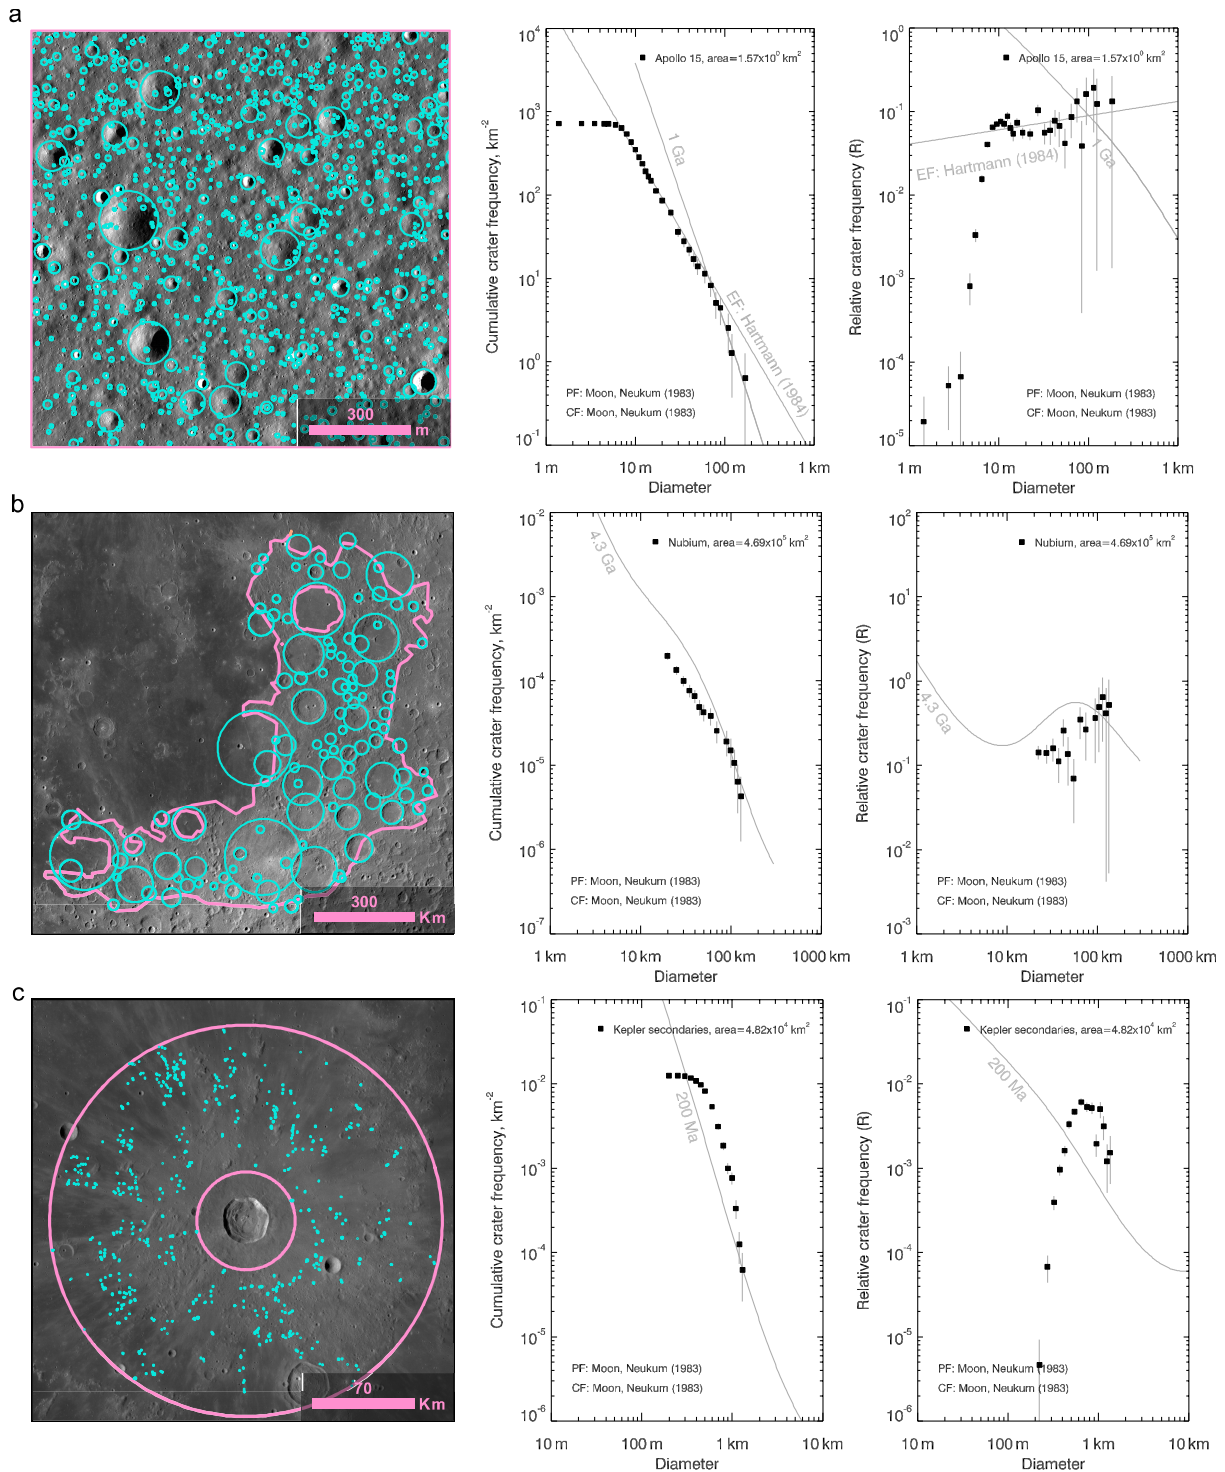 a
300
m
10^4
10^3
10^2
10^1
10^0
10^-1
Cumulative crater frequency, km^-2
Apollo 15, area=1.57x10^0 km^2
1 Ga
EF: Hartmann (1984)
PF: Moon, Neukum (1983)
CF: Moon, Neukum (1983)
1 m
10 m
100 m
1 km
Diameter
10^0
10^-1
10^-2
10^-3
10^-4
10^-5
Relative crater frequency (R)
Apollo 15, area=1.57x10^0 km^2
EF: Hartmann (1984)
1 Ga
PF: Moon, Neukum (1983)
CF: Moon, Neukum (1983)
1 m
10 m
100 m
1 km
Diameter
b
300
Km
10^-2
10^-3
10^-4
10^-5
10^-6
10^-7
Cumulative crater frequency, km^-2
Nubium, area=4.69x10^5 km^2
4.3 Ga
PF: Moon, Neukum (1983)
CF: Moon, Neukum (1983)
1 km
10 km
100 km
1000 km
Diameter
10^2
10^1
10^0
10^-1
10^-2
10^-3
Relative crater frequency (R)
Nubium, area=4.69x10^5 km^2
4.3 Ga
PF: Moon, Neukum (1983)
CF: Moon, Neukum (1983)
1 km
10 km
100 km
1000 km
Diameter
c
70
Km
10^-1
10^-2
10^-3
10^-4
10^-5
10^-6
Cumulative crater frequency, km^-2
Kepler secondaries, area=4.82x10^4 km^2
200 Ma
PF: Moon, Neukum (1983)
CF: Moon, Neukum (1983)
10 m
100 m
1 km
10 km
Diameter
10^-1
10^-2
10^-3
10^-4
10^-5
10^-6
Relative crater frequency (R)
Kepler secondaries, area=4.82x10^4 km^2
200 Ma
PF: Moon, Neukum (1983)
CF: Moon, Neukum (1983)
10 m
100 m
1 km
10 km
Diameter